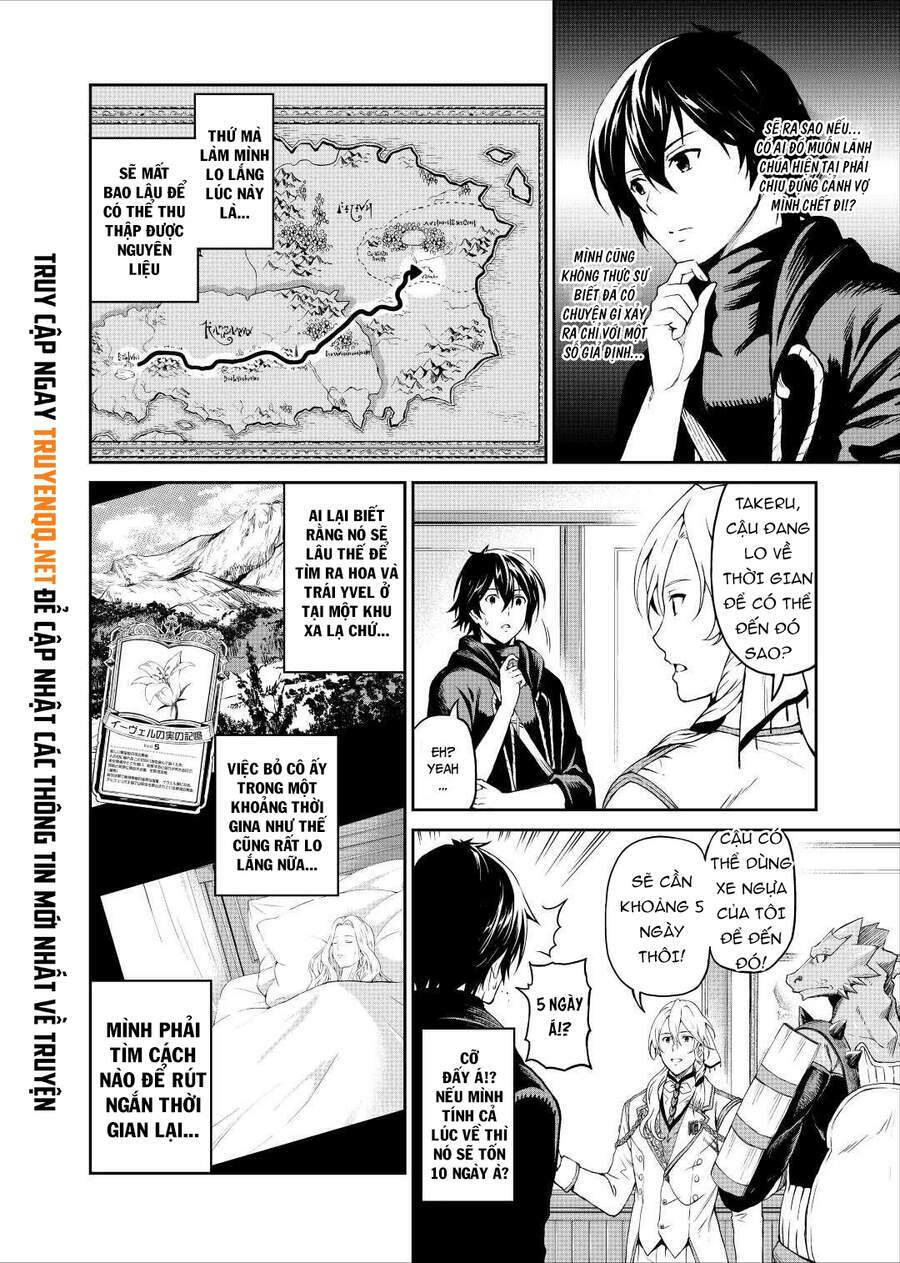 SẼ RA SAO NẾU...
CÓ AI ĐÓ MUỐN LÃNH
CHÚA HIỆN TẠI PHẢI
CHỊU ĐỰNG CẢNH VỢ
MÌNH CHẾT ĐI!?
MÌNH CŨNG
KHÔNG THỰC SỰ
BIẾT ĐÃ CÓ
CHUYỆN GÌ XẢY
RA CHỈ VỚI MỘT
SỐ GIẢ ĐỊNH...
THỨ MÀ
LÀM MÌNH
LO LẮNG
LÚC NÀY
LÀ...
SẼ MẤT
BAO LÂU ĐỂ
CÓ THỂ THU
THẬP ĐƯỢC
NGUYÊN
LIỆU
TAKERU,
CẬU ĐANG
LO VỀ
THỜI GIAN
ĐỂ CÓ THỂ
ĐẾN ĐÓ
SAO?
EH?
YEAH
...
AI LẠI BIẾT
RẰNG NÓ SẼ
LÂU THẾ ĐỂ
TÌM RA HOA VÀ
TRÁI YVEL Ở
TẠI MỘT KHU
XA LẠ CHỨ...
イーヴェルの実の記憶
5
VIỆC BỎ CÔ ẤY
TRONG MỘT
KHOẢNG THỜI
GINA NHƯ THẾ
CŨNG RẤT LO
LẮNG NỮA...
MÌNH PHẢI
TÌM CÁCH
NÀO ĐỂ RÚT
NGẮN THỜI
GIAN LẠI...
CẬU CÓ
THỂ DÙNG
XE NGỰA
CỦA TÔI
ĐỂ ĐẾN
ĐÓ!
SẼ CẦN
KHOẢNG 5
NGÀY
THÔI!
5 NGÀY
Á!?
CỠ
ĐẤY Á!?
NẾU MÌNH
TÍNH CẢ
LÚC VỀ THÌ
NÓ SẼ TỐN
10 NGÀY Á?
TRUY CẬP NGAY TRUYENQQ.NET ĐỂ CẬP NHẬT CÁC THÔNG TIN MỚI NHẤT VỀ TRUYỆN